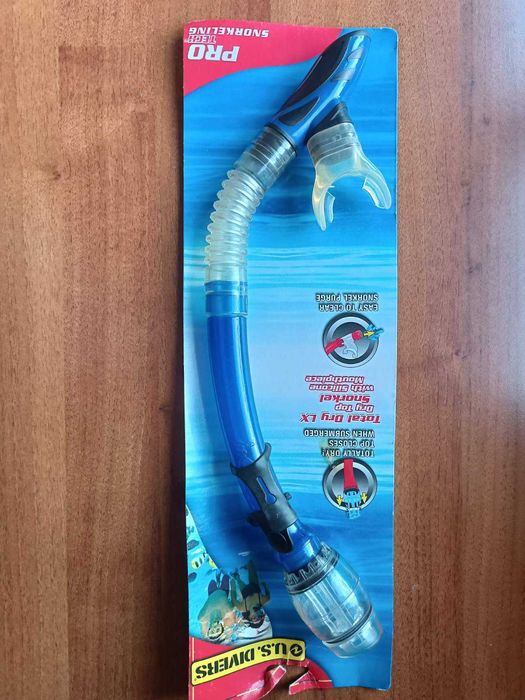 U.S. DIVERS
TOTALLY DRY!
TOP CLOSES
WHEN SUBMERGED
Total Dry LX
Dry Top
Snorkel
with Silicone
Mouthpiece
EASY TO CLEAR
SNORKEL PURGE
PRO
TECH
SNORKELING